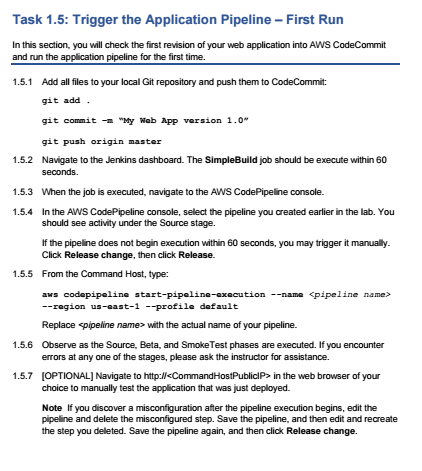 Task 1.5: Trigger the Application Pipeline – First Run
In this section, you will check the first revision of your web application into AWS CodeCommit
and run the application pipeline for the first time.
1.5.1 Add all files to your local Git repository and push them to CodeCommit:
git add .
git commit -m "My Web App version 1.0"
git push origin master
1.5.2 Navigate to the Jenkins dashboard. The SimpleBuild job should be execute within 60
seconds.
1.5.3 When the job is executed, navigate to the AWS CodePipeline console.
1.5.4 In the AWS CodePipeline console, select the pipeline you created earlier in the lab. You
should see activity under the Source stage.
If the pipeline does not begin execution within 60 seconds, you may trigger it manually.
Click Release change, then click Release.
1.5.5 From the Command Host, type:
aws codepipeline start-pipeline-execution --name <pipeline name>
--region us-east-1 --profile default
Replace <pipeline name> with the actual name of your pipeline.
1.5.6 Observe as the Source, Beta, and SmokeTest phases are executed. If you encounter
errors at any one of the stages, please ask the instructor for assistance.
1.5.7 [OPTIONAL] Navigate to http://<CommandHostPublicIP> in the web browser of your
choice to manually test the application that was just deployed.
Note If you discover a misconfiguration after the pipeline execution begins, edit the
pipeline and delete the misconfigured step. Save the pipeline, and then edit and recreate
the step you deleted. Save the pipeline again, and then click Release change.